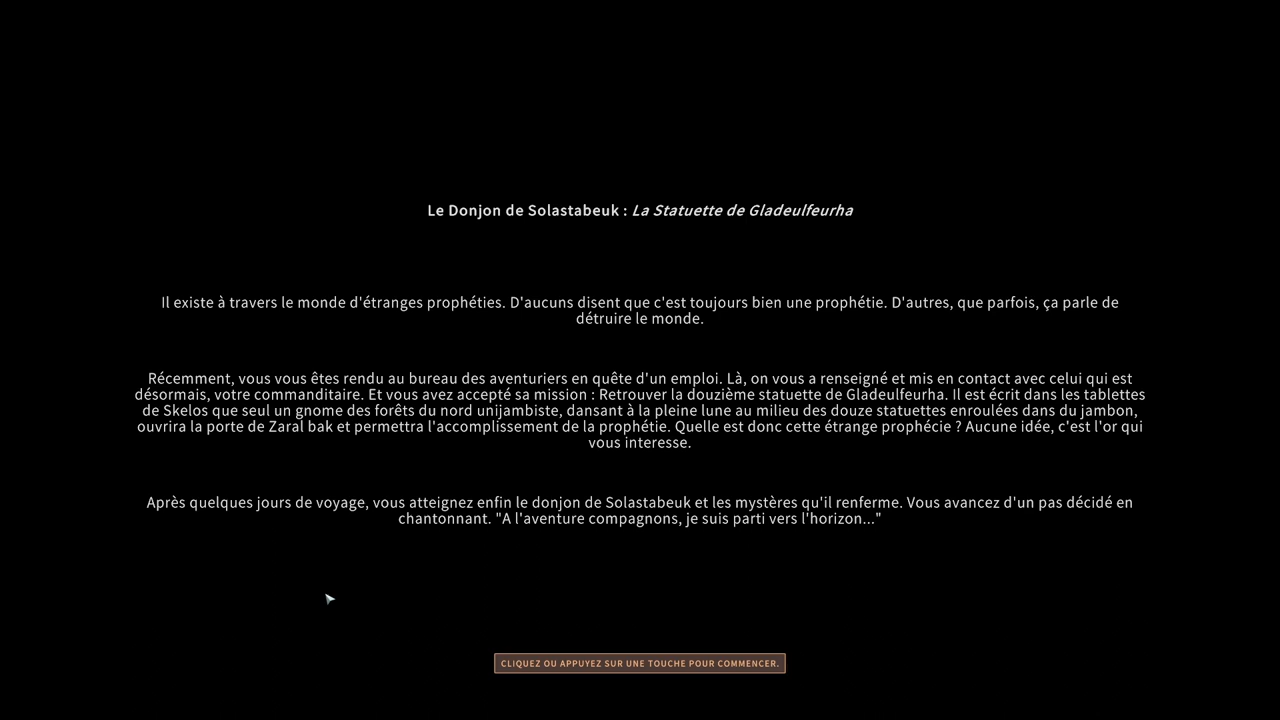 Le Donjon de Solastabeuk : La Statuette de Gladeulfeurha
Il existe à travers le monde d'étranges prophéties. D'aucuns disent que c'est toujours bien une prophétie. D'autres, que parfois, ça parle de
détruire le monde.
Récemment, vous vous êtes rendu au bureau des aventuriers en quête d'un emploi. Là, on vous a renseigné et mis en contact avec celui qui est
désormais, votre commanditaire. Et vous avez accepté sa mission : Retrouver la douzième statuette de Gladeulfeurha. Il est écrit dans les tablettes
de Skelos que seul un gnome des forêts du nord unijambiste, dansant à la pleine lune au milieu des douze statuettes enroulées dans du jambon,
ouvrira la porte de Zaral bak et permettra l'accomplissement de la prophétie. Quelle est donc cette étrange prophécie ? Aucune idée, c'est l'or qui
vous interesse.
Après quelques jours de voyage, vous atteignez enfin le donjon de Solastabeuk et les mystères qu'il renferme. Vous avancez d'un pas décidé en
chantonnant. "A l'aventure compagnons, je suis parti vers l'horizon..."
CLIQUEZ OU APPUYEZ SUR UNE TOUCHE POUR COMMENCER.